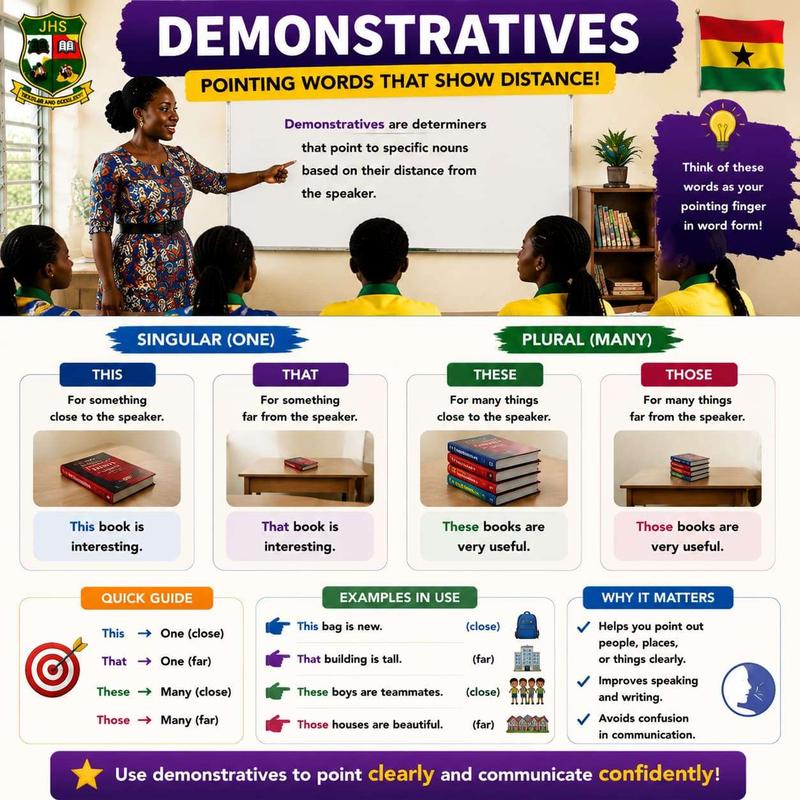 JHS
DEMONSTRATIVES
POINTING WORDS THAT SHOW DISTANCE!
Demonstratives are determiners
that point to specific nouns
based on their distance from
the speaker.
Think of these
words as your
pointing finger
in word form!
SINGULAR (ONE)
PLURAL (MANY)
THIS
For something
close to the speaker.
This book is
interesting.
THAT
For something
far from the speaker.
That book is
interesting.
THESE
For many things
close to the speaker.
These books are
very useful.
THOSE
For many things
far from the speaker.
Those books are
very useful.
QUICK GUIDE
This → One (close)
That → One (far)
These → Many (close)
Those → Many (far)
EXAMPLES IN USE
This bag is new. (close)
That building is tall. (far)
These boys are teammates. (close)
Those houses are beautiful. (far)
WHY IT MATTERS
Helps you point out
people, places,
or things clearly.
Improves speaking
and writing.
Avoids confusion
in communication.
Use demonstratives to point clearly and communicate confidently!